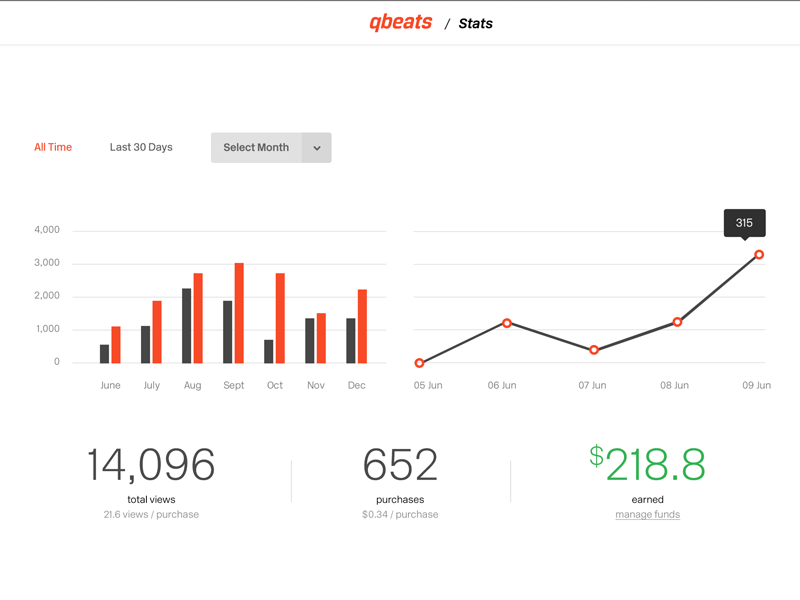 qbeats / Stats
All Time Last 30 Days Select Month
315
4,000
3,000
2,000
1,000
0
June July Aug Sept Oct Nov Dec
05 Jun 06 Jun 07 Jun 08 Jun 09 Jun
14,096
total views
21.6 views / purchase
652
purchases
$0.34 / purchase
$218.8
earned
manage funds